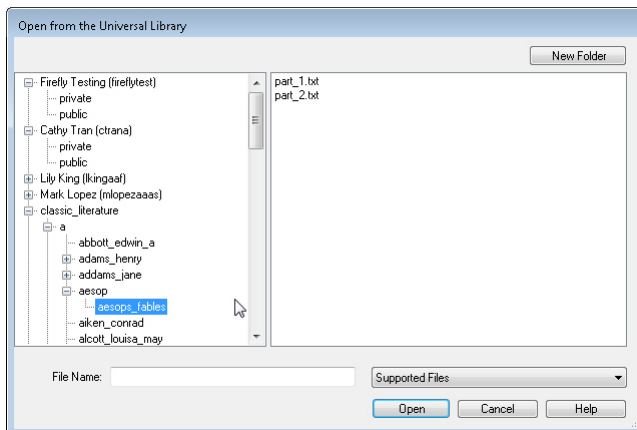 Open from the Universal Library
New Folder
Firefly Testing (fireflytest)
private
public
Cathy Tran (ctrana)
private
public
Lily King (lkingaaf)
Mark Lopez (mlopezaaas)
classic_literature
a
abbott_edwin_a
adams_henry
addams_jane
aesop
aesops_fables
aiken_conrad
alcott_louisa_may
part_1.txt
part_2.txt
File Name:
Supported Files
Open
Cancel
Help